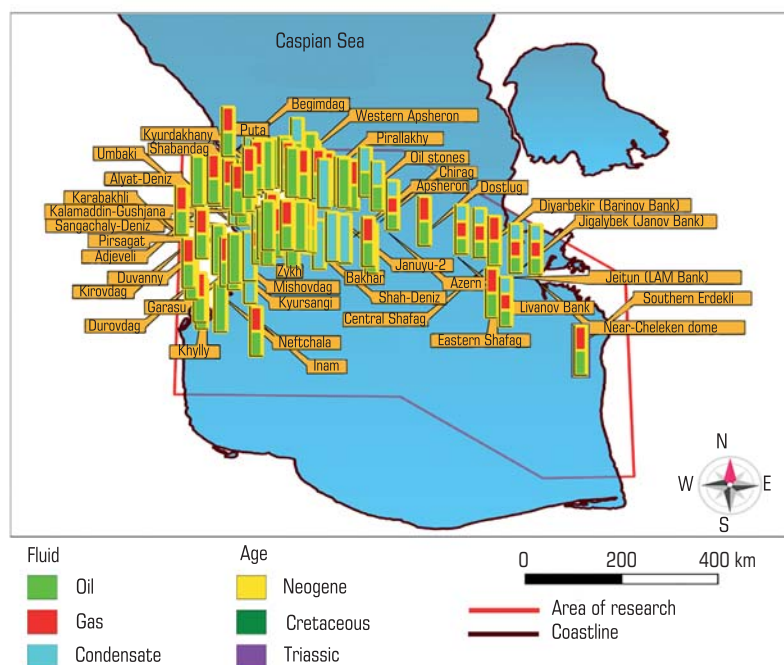 Caspian Sea
Begimdag
Western Apsheron
Kyurdakhany
Puta
Pirallakhy
Shabandag
Umbaki
Oil stones
Chirag
Alyat-Deniz
Apsheron
Dostlug
Karabakhli
Diyarbekir (Barinov Bank)
Kalamaddin-Gushjana
Jigalybek (Janov Bank)
Sangachaly-Deniz
Pirsagat
Adjeveli
Januyu-2
Zykh
Bakhar
Azern
Jeitun (LAM Bank)
Duvanny
Mishovdag
Kirovdag
Shah-Deniz
Southern Erdekli
Kyursangi
Garasu
Livanov Bank
Central Shafag
Durovdag
Near-Cheleken dome
Neftchala
Eastern Shafag
Khylly
Inam
N
W
E
S
Fluid
Oil
Gas
Condensate
Age
Neogene
Cretaceous
Triassic
0 200 400 km
Area of research
Coastline